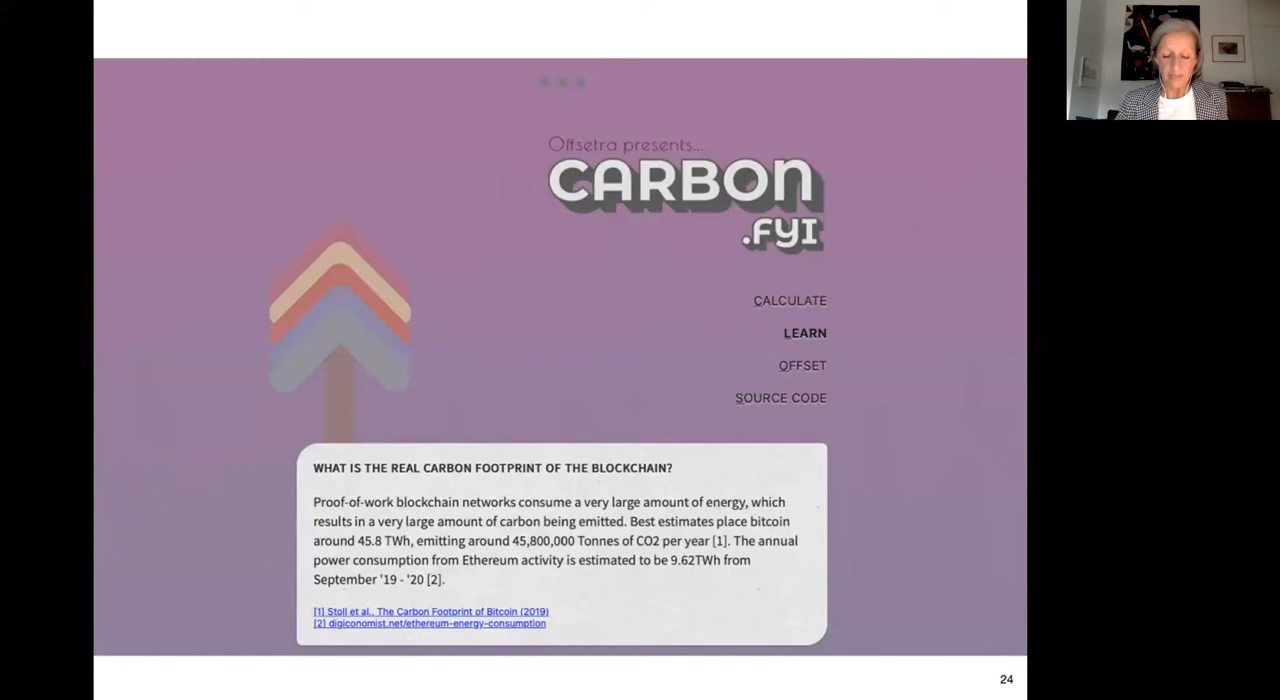 Offsetra presents...
CARBON
.FYI
CALCULATE
LEARN
OFFSET
SOURCE CODE
WHAT IS THE REAL CARBON FOOTPRINT OF THE BLOCKCHAIN?
Proof-of-work blockchain networks consume a very large amount of energy, which
results in a very large amount of carbon being emitted. Best estimates place bitcoin
around 45.8 TWh, emitting around 45,800,000 Tonnes of CO2 per year [1]. The annual
power consumption from Ethereum activity is estimated to be 9.62TWh from
September '19 - '20 [2].
[1] Stoll et al., The Carbon Footprint of Bitcoin (2019)
[2] digiconomist.net/ethereum-energy-consumption
24